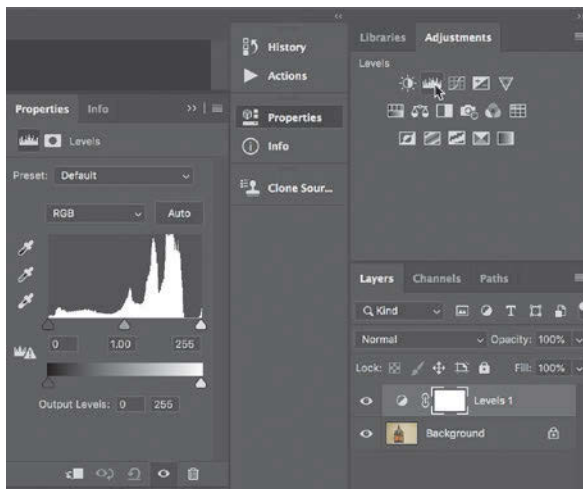 Properties
Info
Levels
Preset: Default
RGB
Auto
0
1.00
255
Output Levels: 0 255
History
Actions
Properties
Info
Clone Sour...
Libraries
Adjustments
Levels
Layers
Channels
Paths
Kind
Normal
Opacity: 100%
Lock:
Fill: 100%
Levels 1
Background